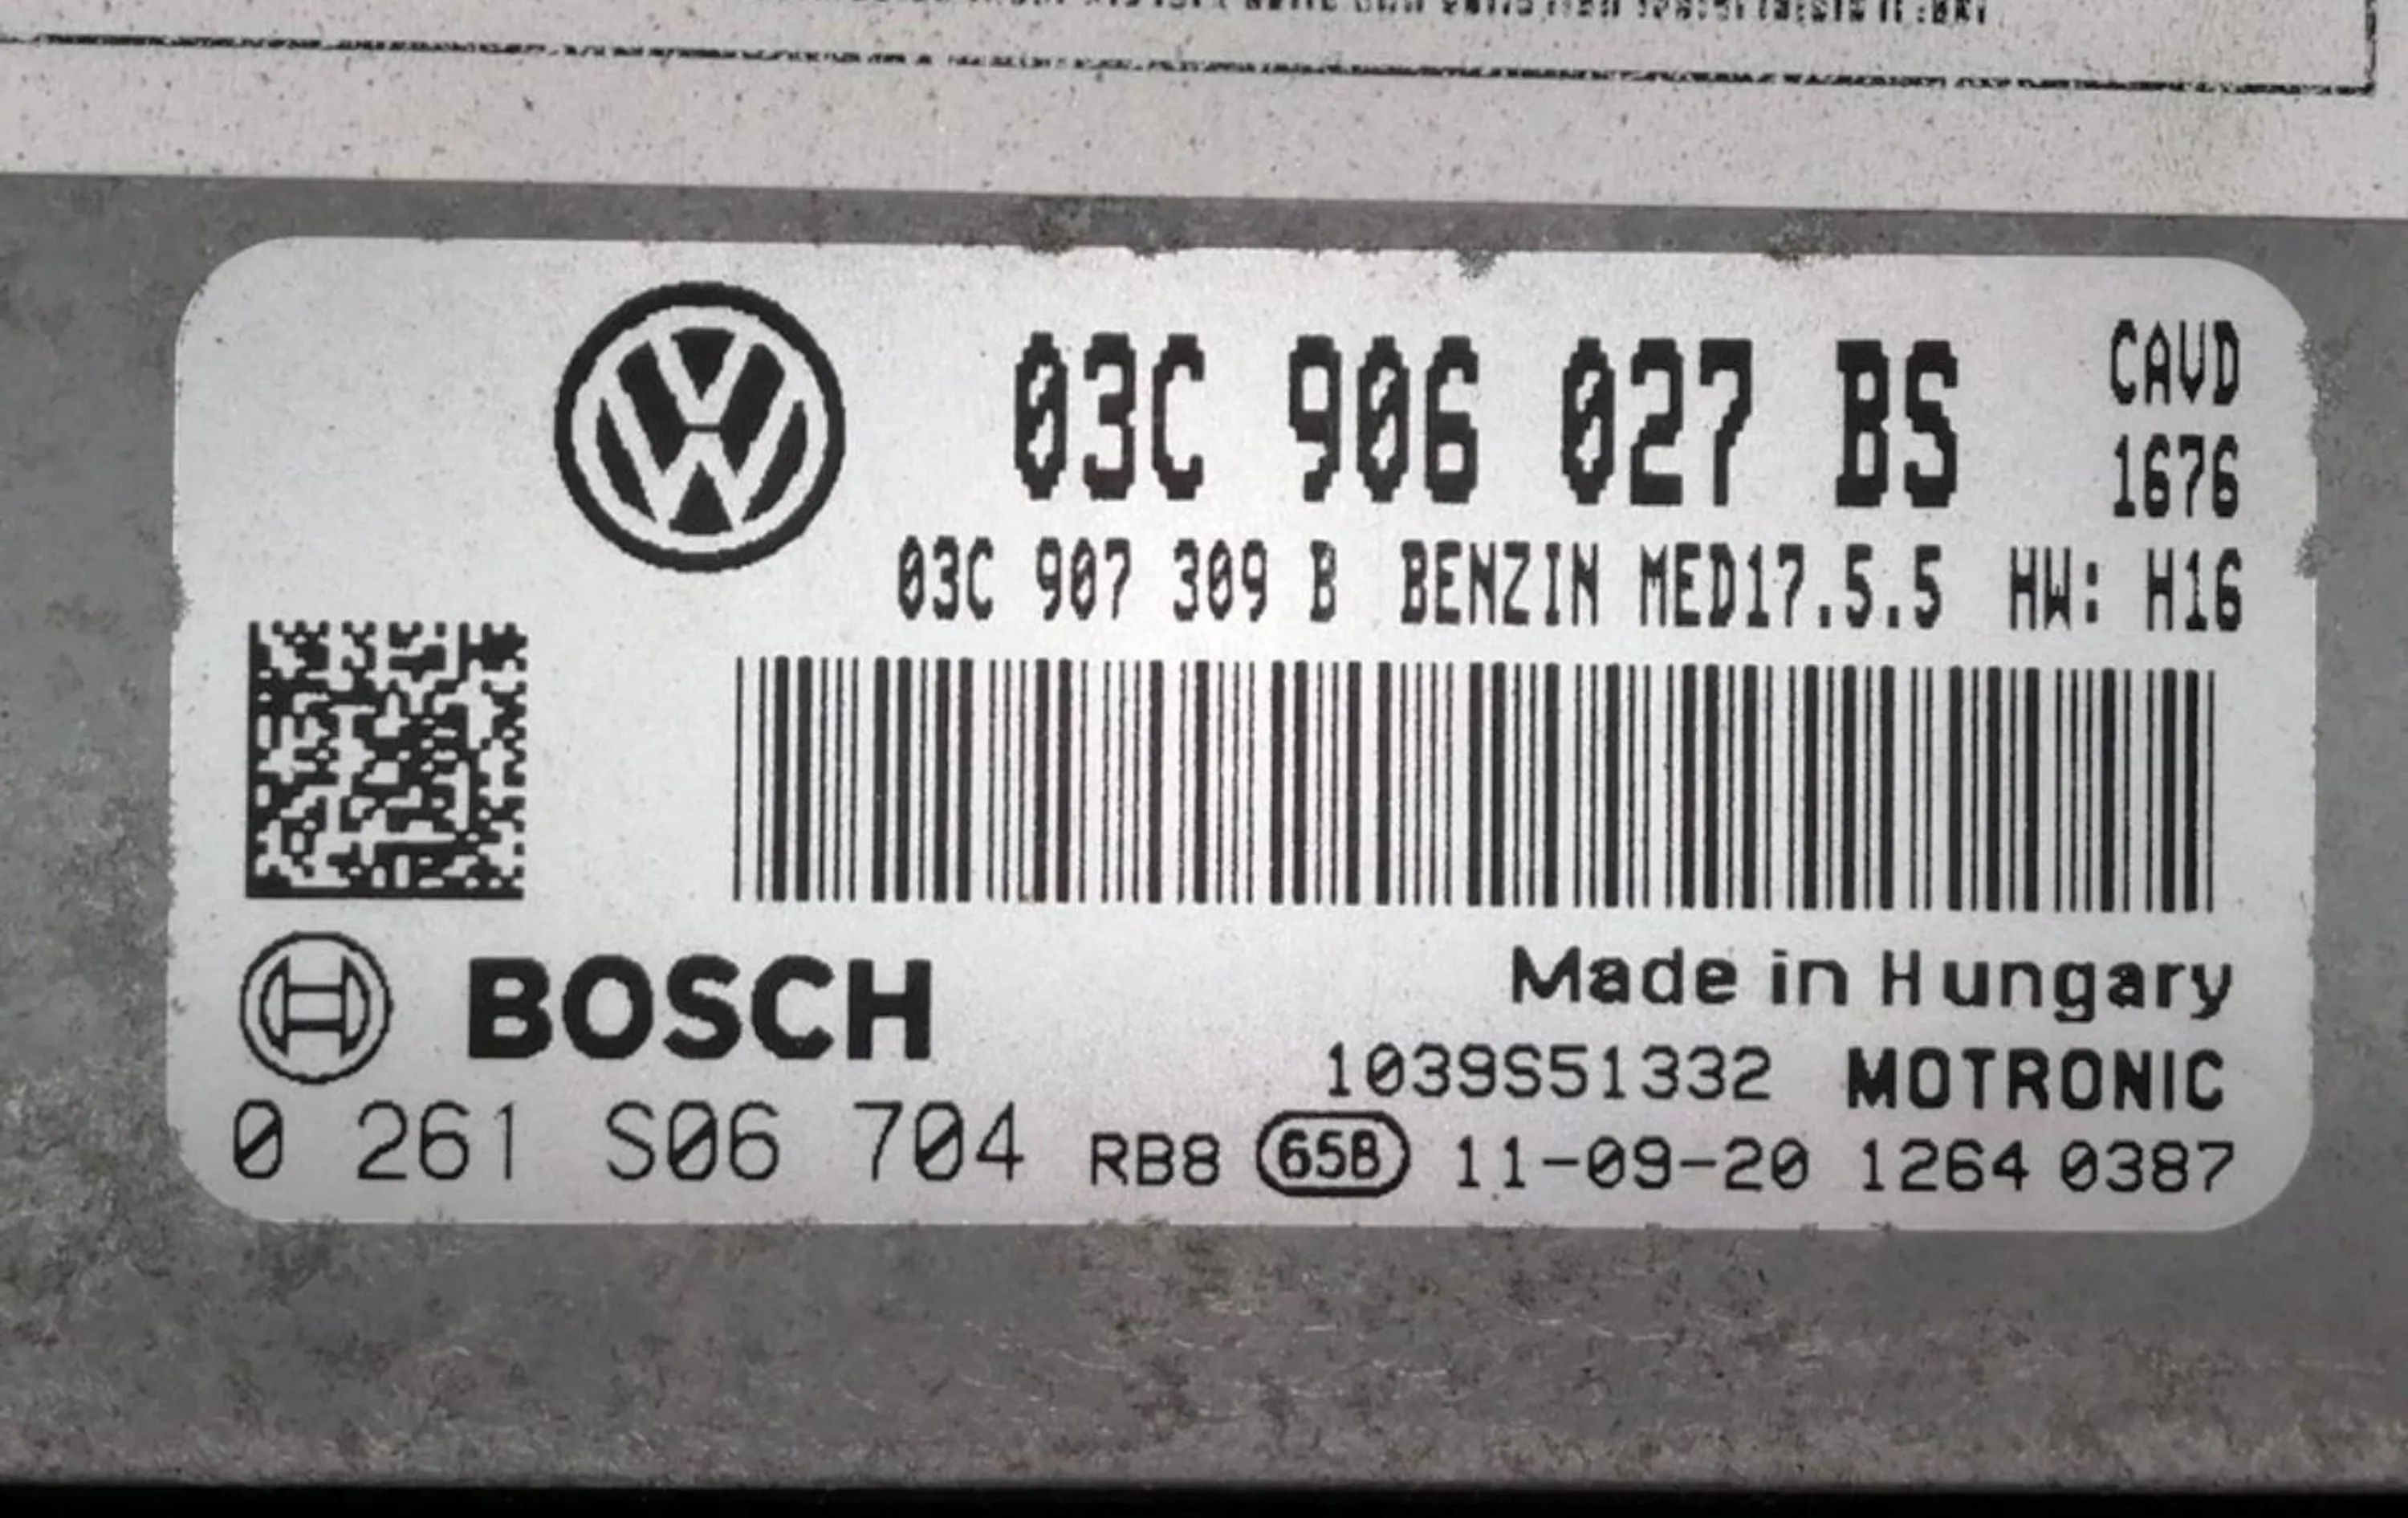 03C 906 027 BS CAVD
1676
03C 907 309 B BENZIN MED17.5.5 HW: H16
BOSCH
Made in Hungary
1039S51332 MOTRONIC
0 261 S06 704 RB8 65B 11-09-20 1264 0387